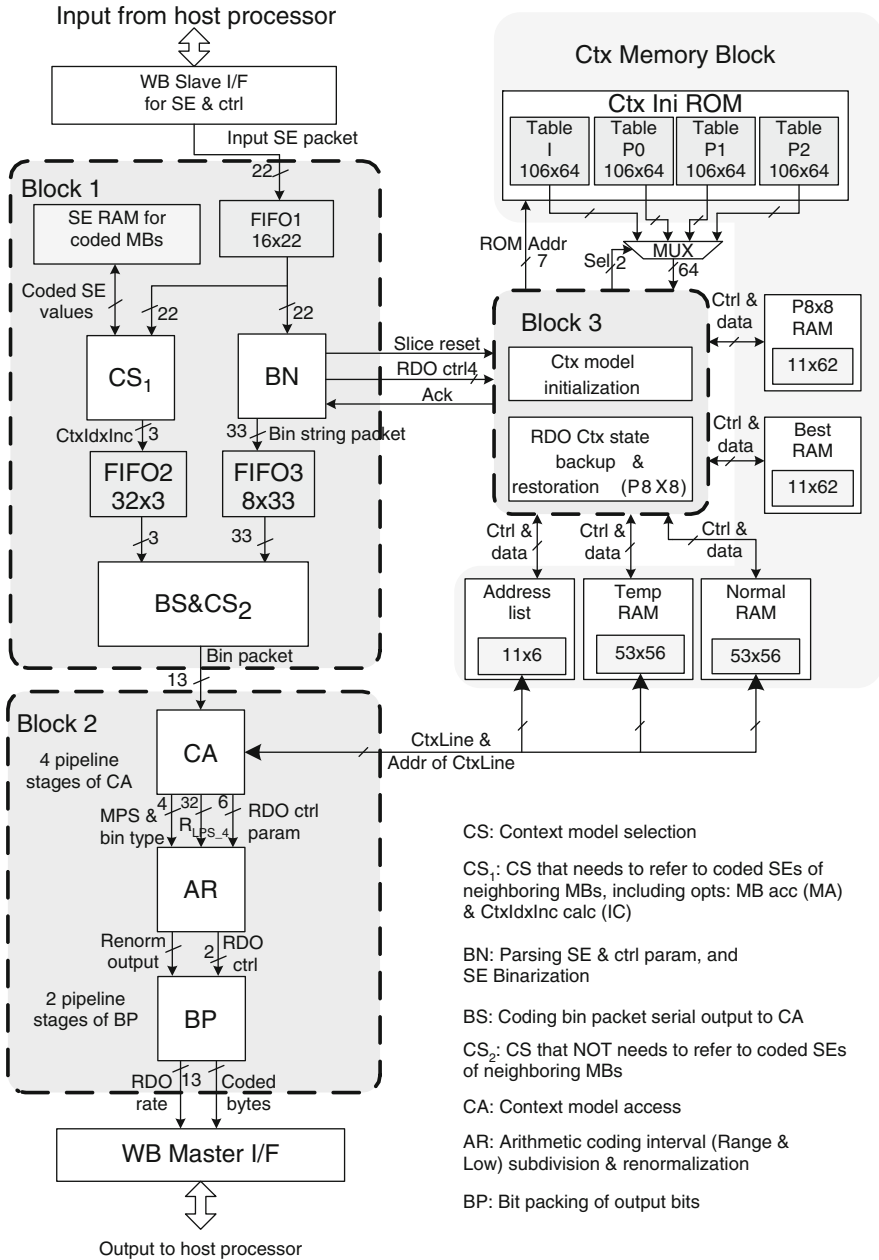 Input from host processor
WB Slave I/F
for SE & ctrl
Input SE packet
22
Block 1
SE RAM for
coded MBs
FIFO1
16x22
Coded SE
values
22
22
CS1
BN
Slice reset
RDO ctrl4
Ack
CtxIdxInc
3
33
Bin string packet
FIFO2
32x3
FIFO3
8x33
3
33
BS&CS2
Bin packet
13
Block 2
4 pipeline
stages of CA
CA
CtxLine &
Addr of CtxLine
4
32
6
MPS &
bin type
RLPS_4
RDO ctrl
param
AR
Renorm
output
2
RDO
ctrl
2 pipeline
stages of BP
BP
RDO
rate
13
Coded
bytes
WB Master I/F
Output to host processor
Ctx Memory Block
Ctx Ini ROM
Table
I
106x64
Table
P0
106x64
Table
P1
106x64
Table
P2
106x64
MUX
ROM Addr
7
Sel
2
64
Block 3
Ctx model
initialization
RDO Ctx state
backup &
restoration (P8 X8)
Ctrl &
data
P8x8
RAM
11x62
Ctrl &
data
Best
RAM
11x62
Ctrl &
data
Ctrl &
data
Ctrl &
data
Address
list
11x6
Temp
RAM
53x56
Normal
RAM
53x56
CS: Context model selection
CS1: CS that needs to refer to coded SEs of
neighboring MBs, including opts: MB acc (MA)
& CtxIdxInc calc (IC)
BN: Parsing SE & ctrl param, and
SE Binarization
BS: Coding bin packet serial output to CA
CS2: CS that NOT needs to refer to coded SEs
of neighboring MBs
CA: Context model access
AR: Arithmetic coding interval (Range &
Low) subdivision & renormalization
BP: Bit packing of output bits